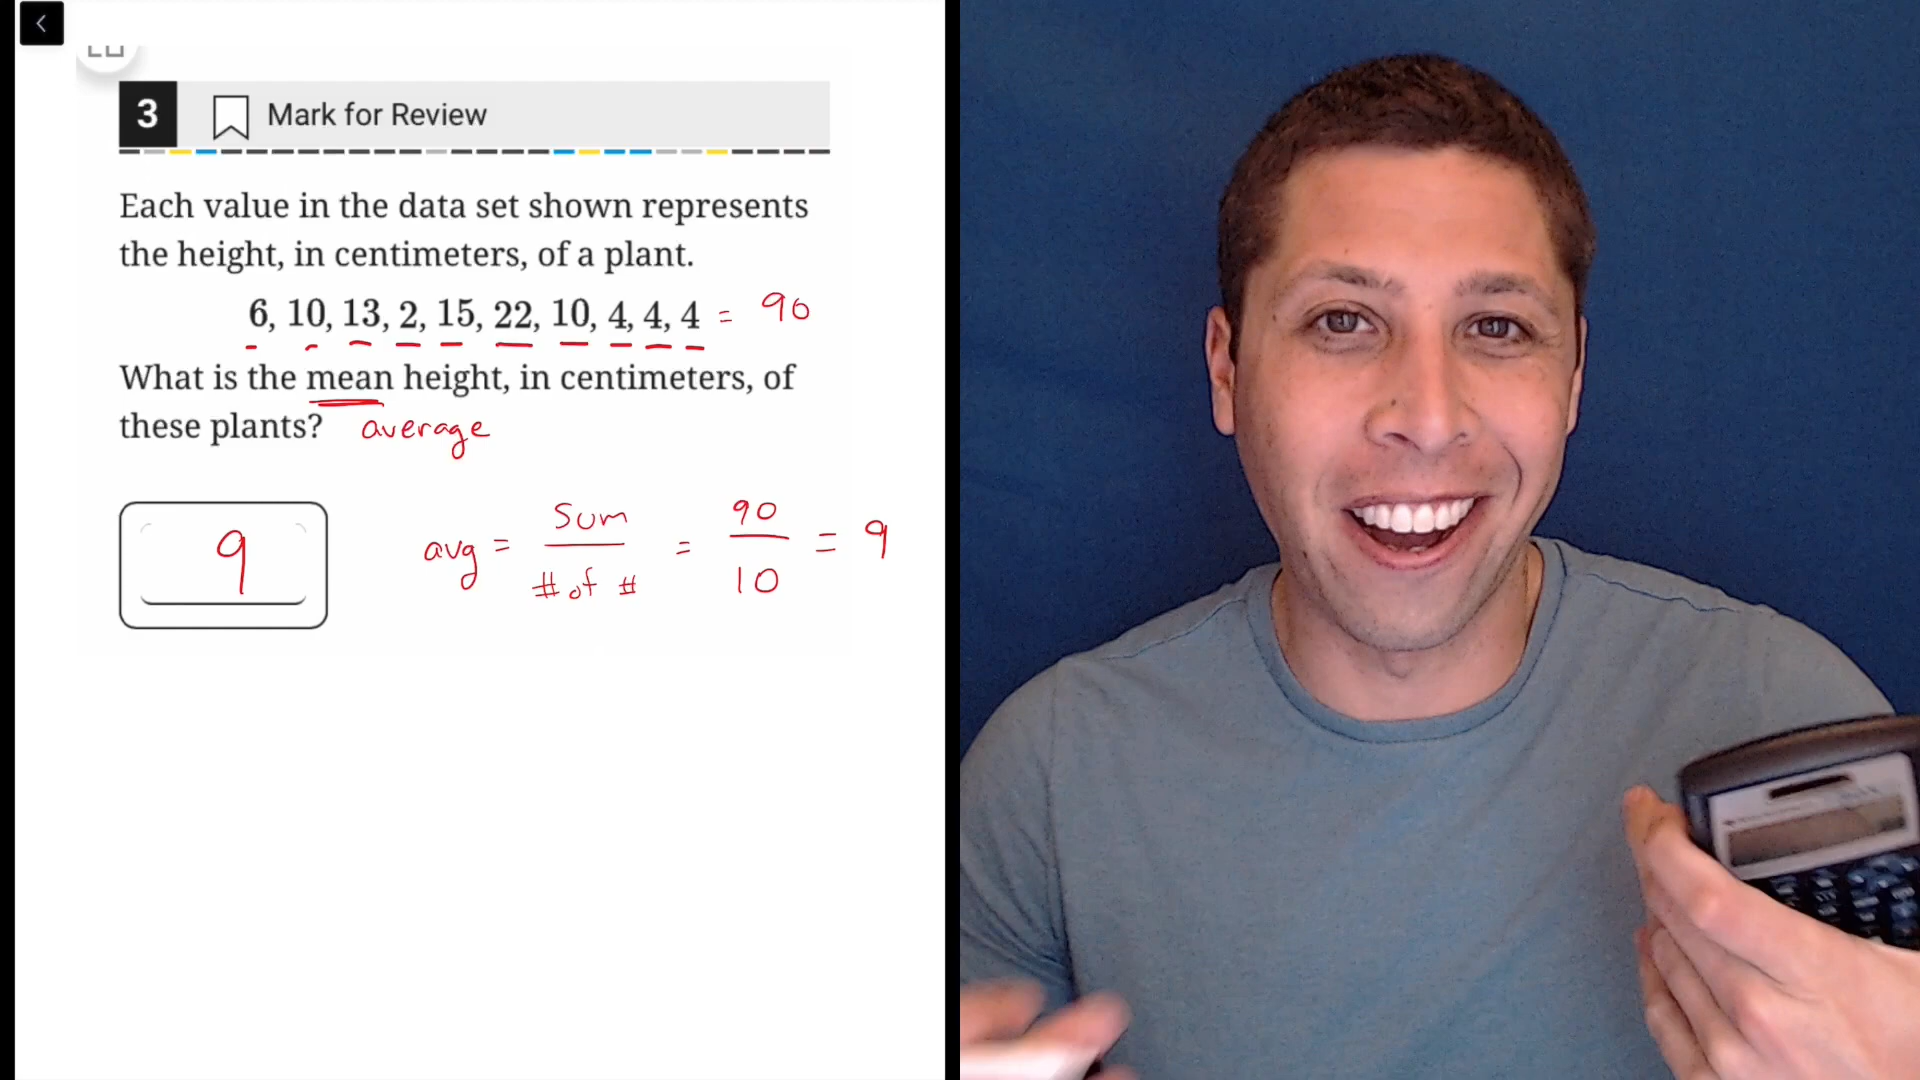 3 Mark for Review
Each value in the data set shown represents
the height, in centimeters, of a plant.
6, 10, 13, 2, 15, 22, 10, 4, 4, 4 = 90
What is the mean height, in centimeters, of
these plants? average
9
avg = sum / # of # = 90 / 10 = 9